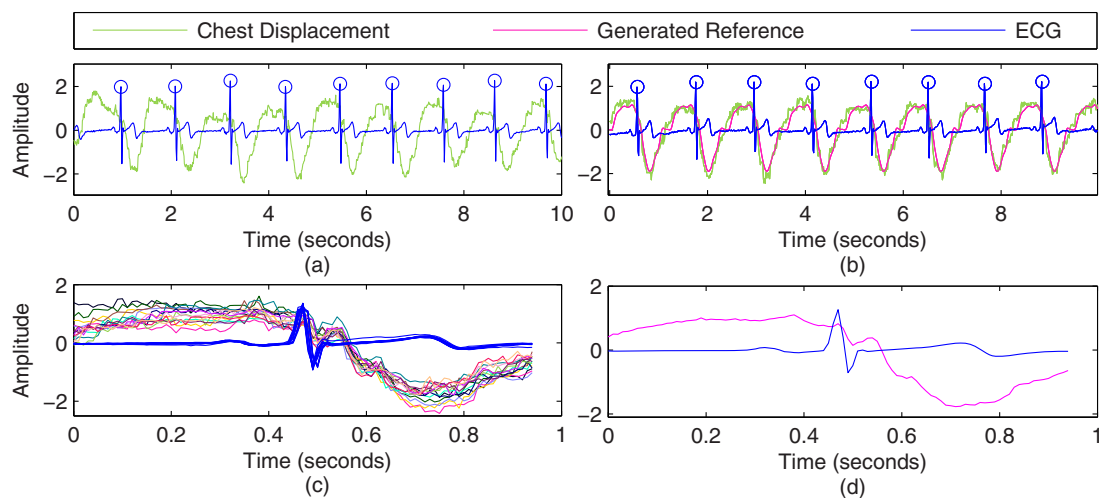 Chest Displacement Generated Reference ECG
Amplitude
2
0
−2
0 2 4 6 8 10
Time (seconds)
(a)
2
0
−2
0 2 4 6 8 10
Time (seconds)
(b)
Amplitude
2
0
−2
0 0.2 0.4 0.6 0.8 1
Time (seconds)
(c)
2
0
−2
0 0.2 0.4 0.6 0.8 1
Time (seconds)
(d)